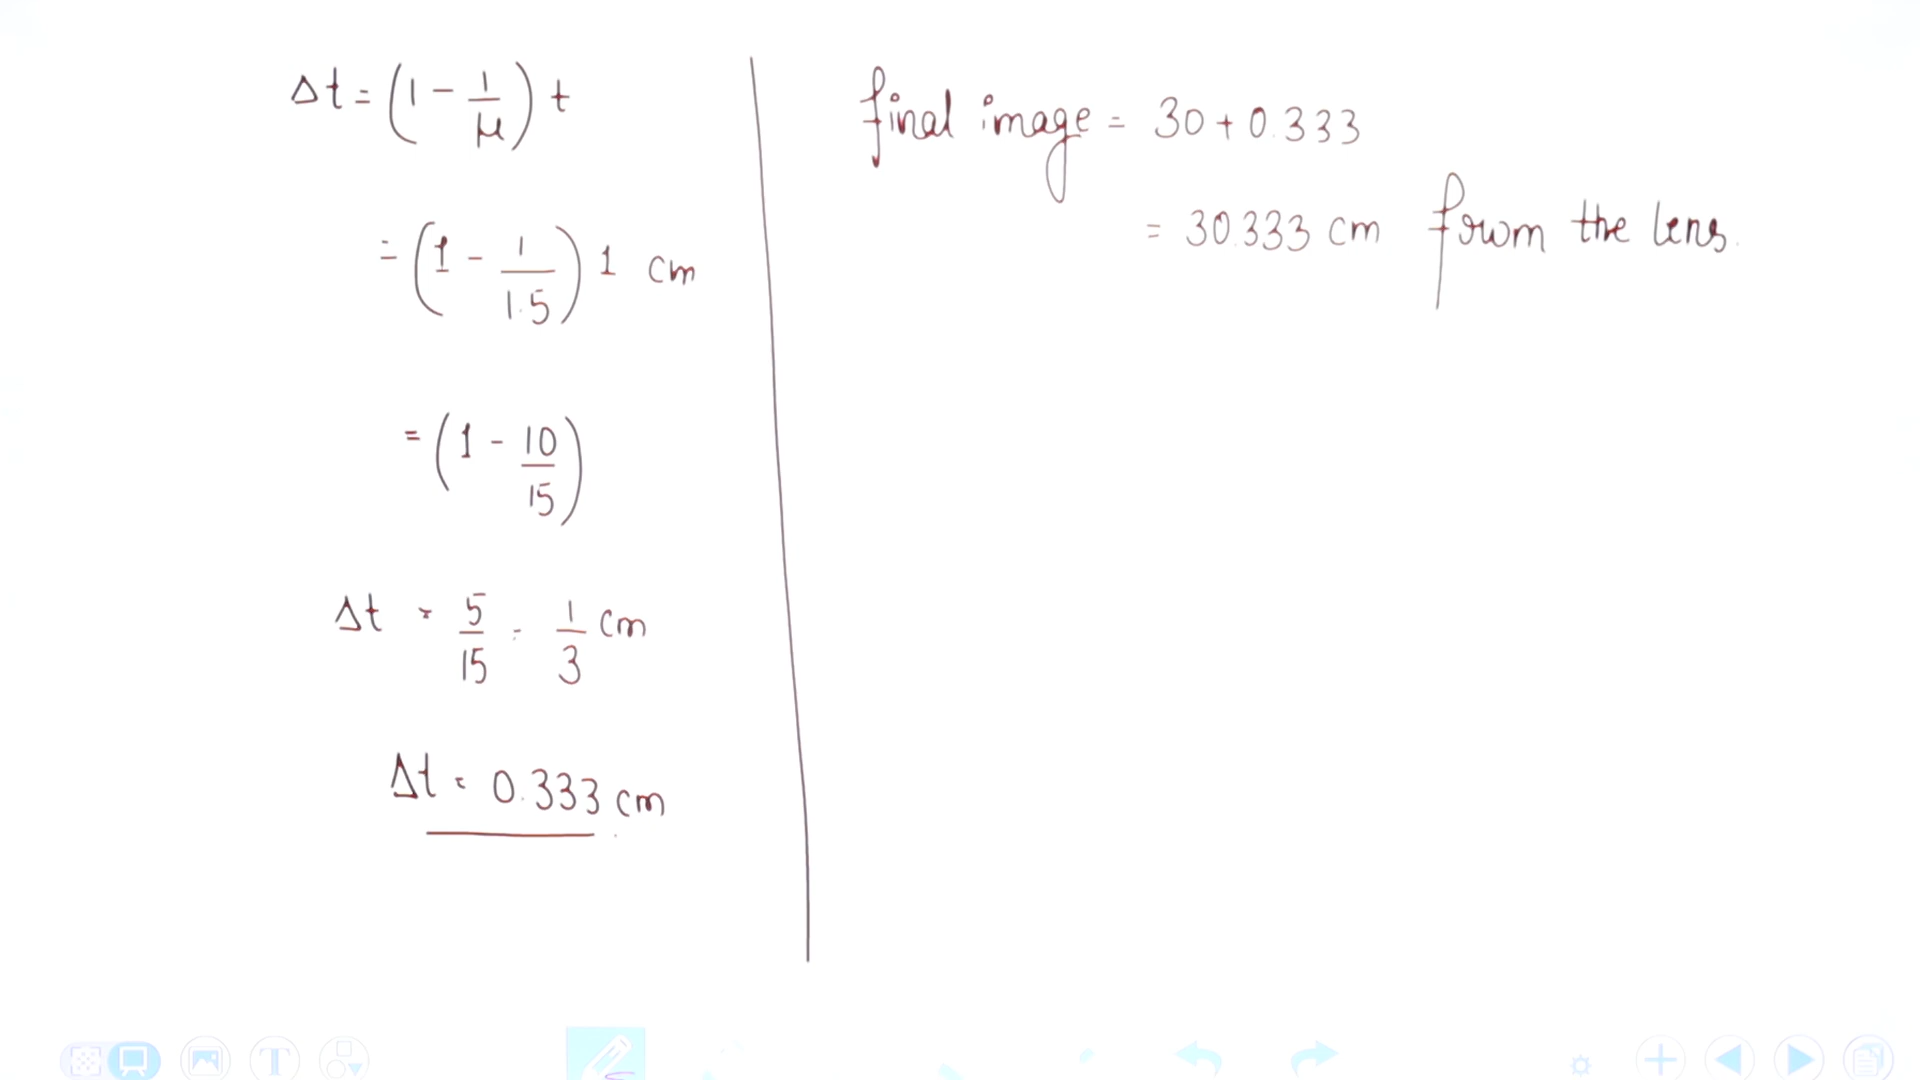 Δt = (1 - 1/μ) t
= (1 - 1/1.5) 1 cm
= (1 - 10/15)
Δt = 5/15 = 1/3 cm
Δt = 0.333 cm
final image = 30 + 0.333
= 30.333 cm from the lens.